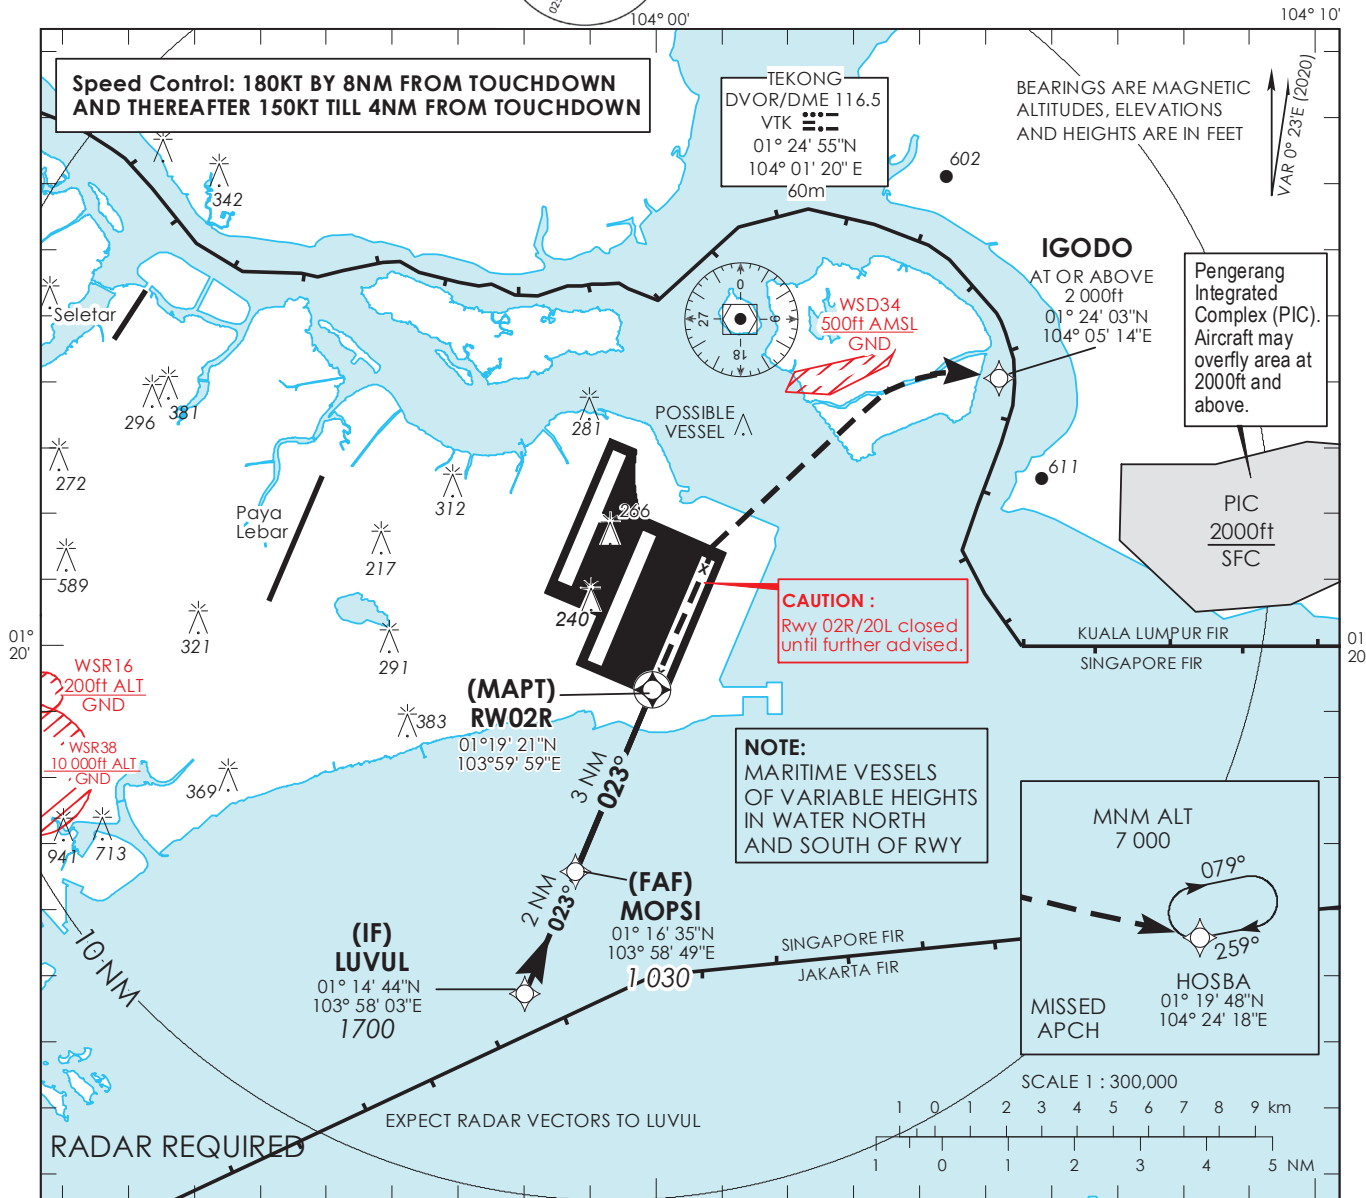 104° 00'
104° 10'
Speed Control: 180KT BY 8NM FROM TOUCHDOWN
AND THEREAFTER 150KT TILL 4NM FROM TOUCHDOWN
TEKONG
DVOR/DME 116.5
VTK
01° 24' 55"N
104° 01' 20" E
60m
BEARINGS ARE MAGNETIC
ALTITUDES, ELEVATIONS
AND HEIGHTS ARE IN FEET
VAR 0° 23'E (2020)
602
342
IGODO
AT OR ABOVE
2 000ft
01° 24' 03"N
104° 05' 14"E
Pengerang
Integrated
Complex (PIC).
Aircraft may
overfly area at
2000ft and
above.
Seletar
0
9
18
27
WSD34
500ft AMSL
GND
296
381
281
POSSIBLE
VESSEL
272
312
611
Paya
Lebar
266
PIC
2000ft
SFC
589
217
240
321
291
CAUTION :
Rwy 02R/20L closed
until further advised.
01°
20'
KUALA LUMPUR FIR
SINGAPORE FIR
01
20
WSR16
200ft ALT
GND
(MAPT)
RW02R
01°19' 21"N
103°59' 59"E
383
WSR38
10 000ft ALT
GND
369
3 NM
023°
NOTE:
MARITIME VESSELS
OF VARIABLE HEIGHTS
IN WATER NORTH
AND SOUTH OF RWY
941
713
MNM ALT
7 000
079°
259°
HOSBA
01° 19' 48"N
104° 24' 18"E
MISSED
APCH
2 NM
023°
(FAF)
MOPSI
01° 16' 35"N
103° 58' 49"E
1 030
(IF)
LUVUL
01° 14' 44"N
103° 58' 03"E
1700
SINGAPORE FIR
JAKARTA FIR
10 NM
SCALE 1 : 300,000
1 0 1 2 3 4 5 6 7 8 9 km
1 0 1 2 3 4 5 NM
EXPECT RADAR VECTORS TO LUVUL
RADAR REQUIRED